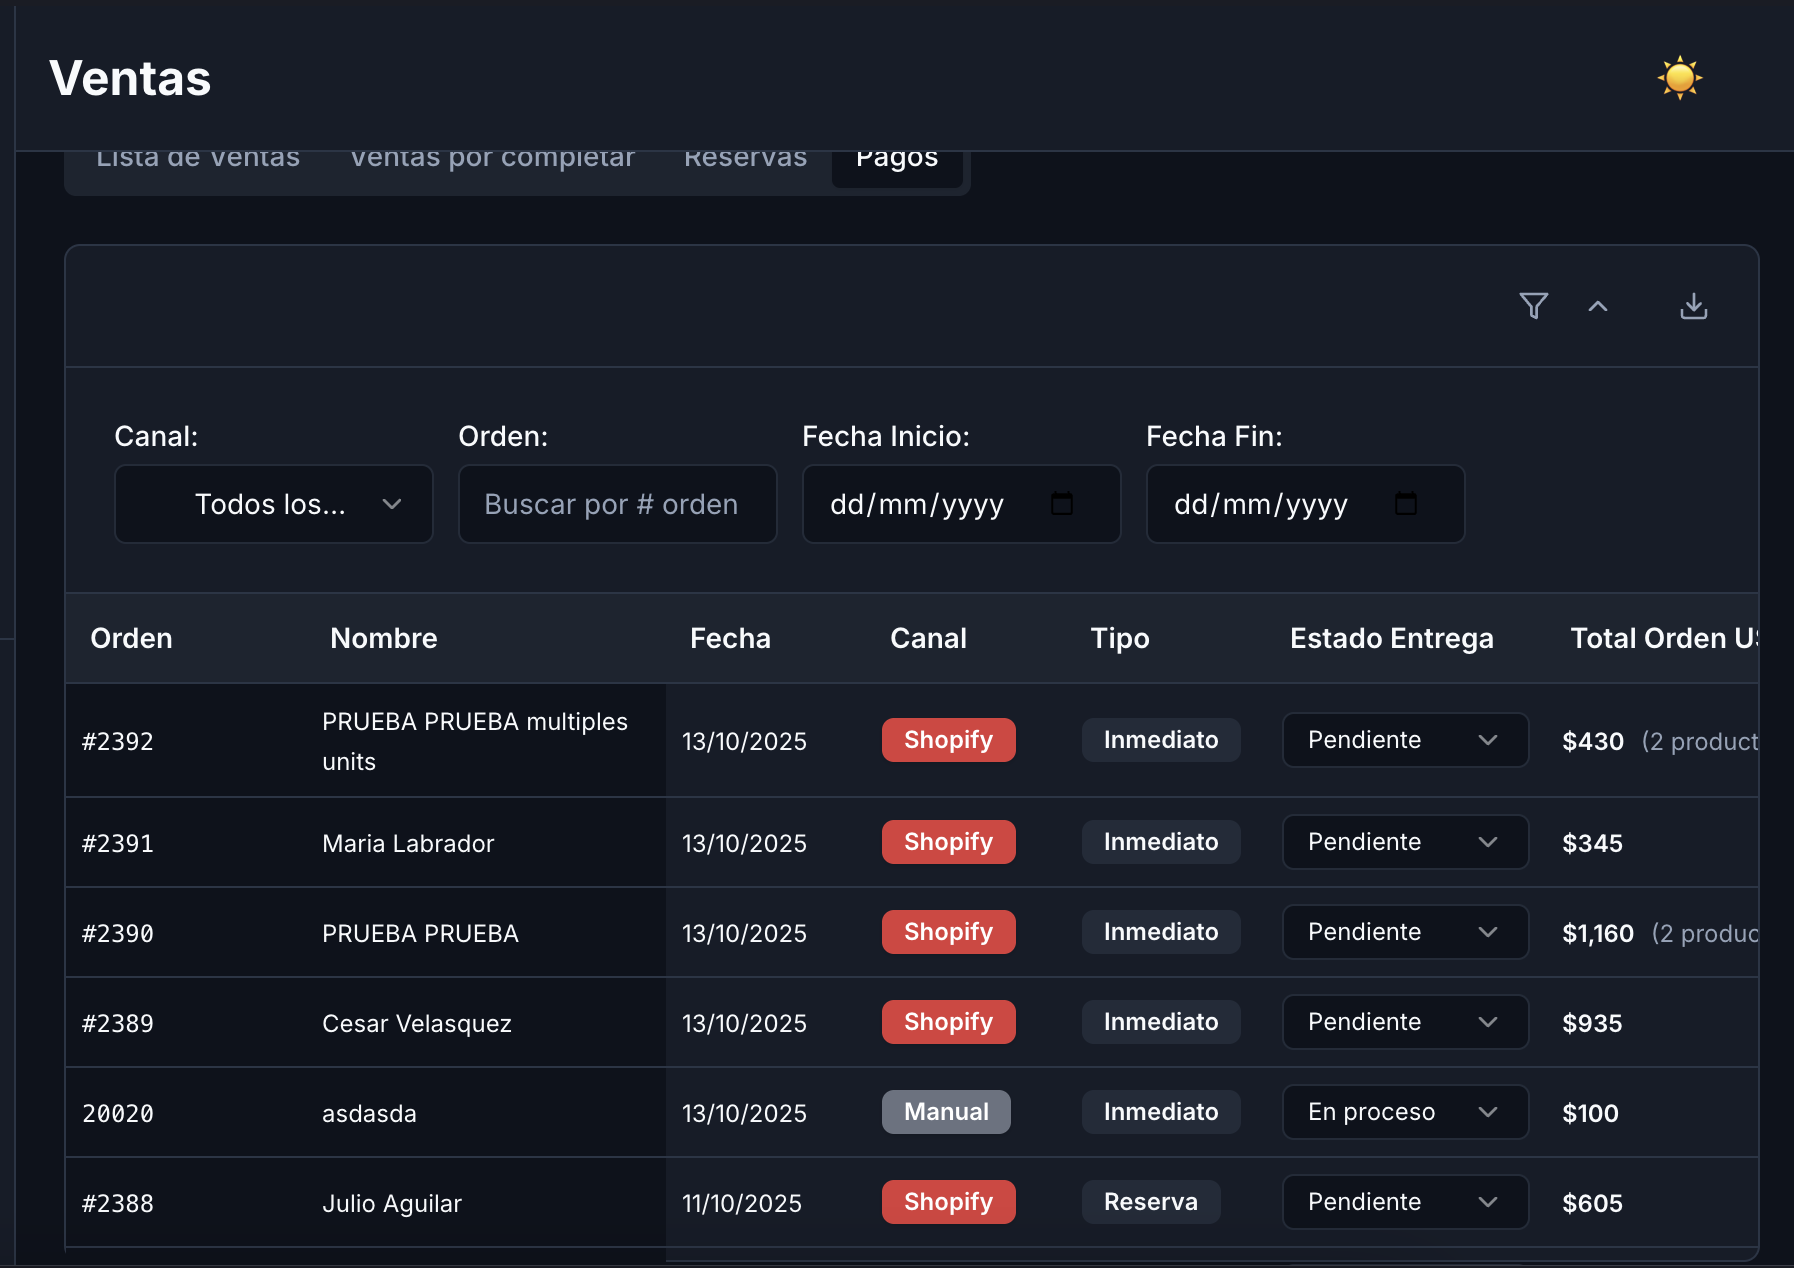 Ventas
Lista de Ventas Ventas por completar Reservas Pagos
Canal: Orden: Fecha Inicio: Fecha Fin:
Todos los... Buscar por # orden dd/mm/yyyy dd/mm/yyyy
Orden Nombre Fecha Canal Tipo Estado Entrega Total Orden
#2392 PRUEBA PRUEBA multiples units 13/10/2025 Shopify Inmediato Pendiente $430 (2 product
#2391 Maria Labrador 13/10/2025 Shopify Inmediato Pendiente $345
#2390 PRUEBA PRUEBA 13/10/2025 Shopify Inmediato Pendiente $1,160 (2 produc
#2389 Cesar Velasquez 13/10/2025 Shopify Inmediato Pendiente $935
20020 asdasda 13/10/2025 Manual Inmediato En proceso $100
#2388 Julio Aguilar 11/10/2025 Shopify Reserva Pendiente $605